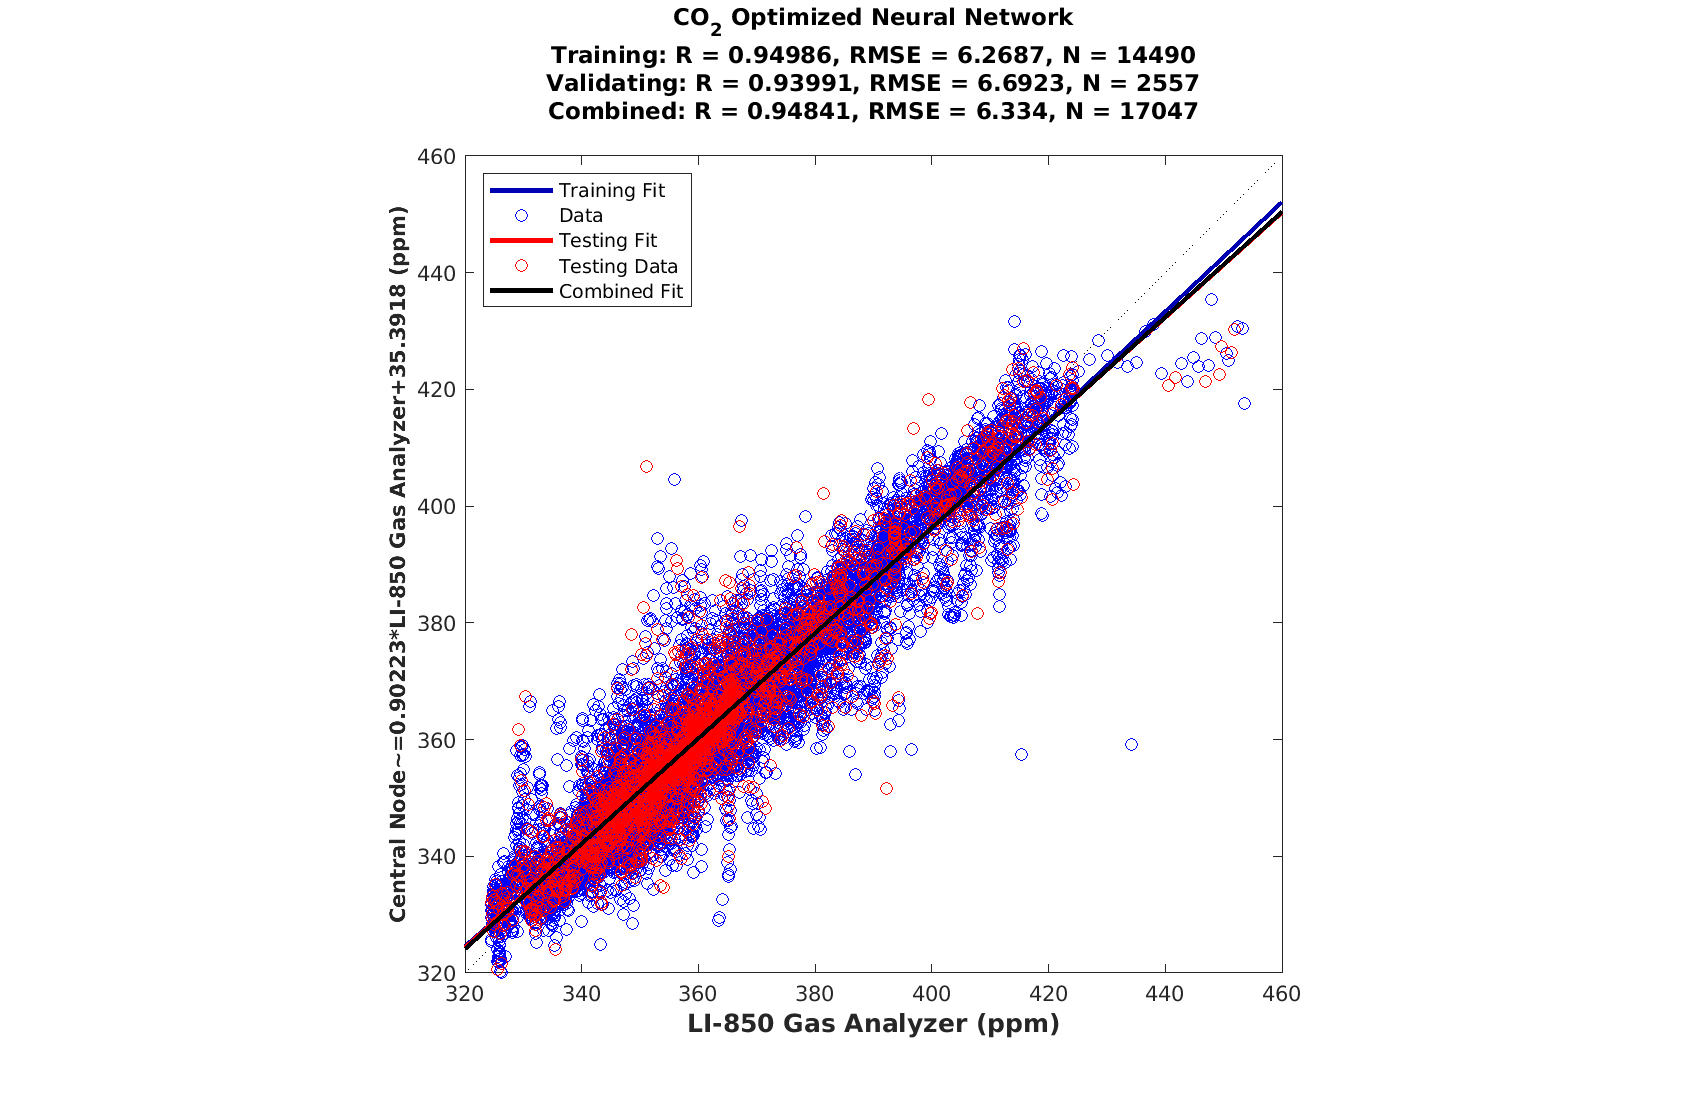 CO2 Optimized Neural Network
Training: R = 0.94986, RMSE = 6.2687, N = 14490
Validating: R = 0.93991, RMSE = 6.6923, N = 2557
Combined: R = 0.94841, RMSE = 6.334, N = 17047
Training Fit
Data
Testing Fit
Testing Data
Combined Fit
Central Node~=0.90223*LI-850 Gas Analyzer+35.3918 (ppm)
460
440
420
400
380
360
340
320
320 340 360 380 400 420 440 460
LI-850 Gas Analyzer (ppm)